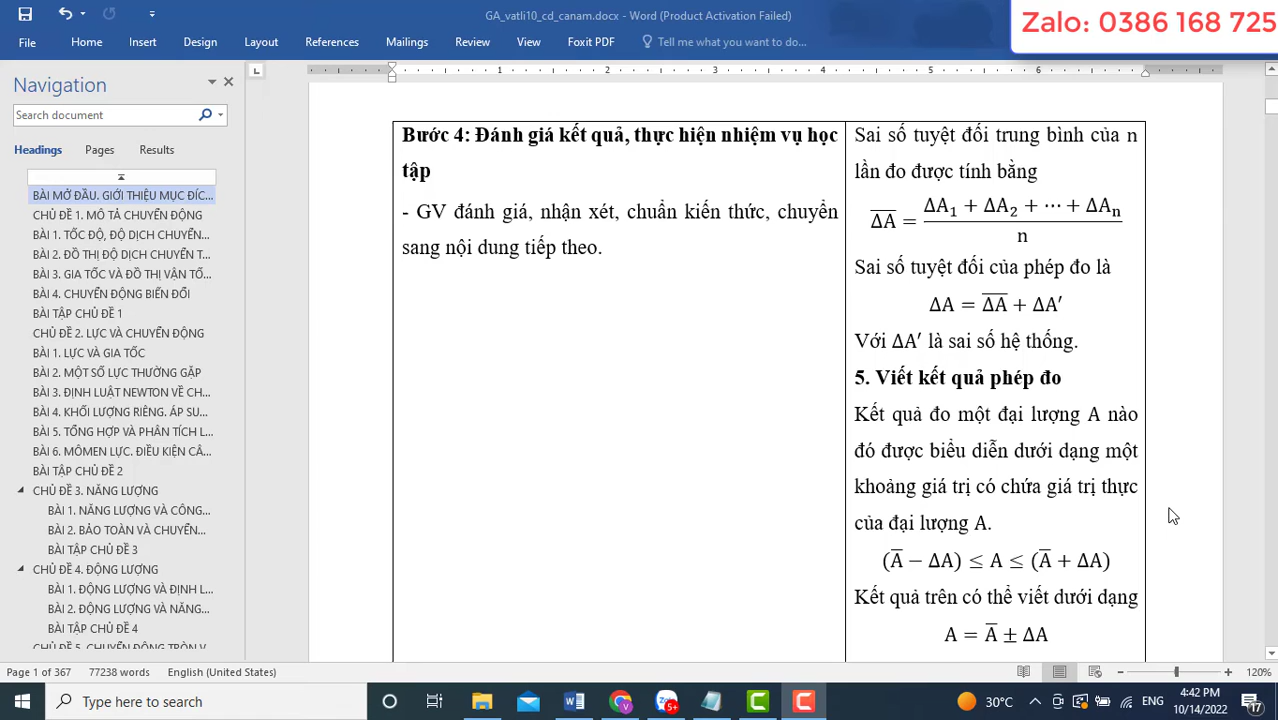 GA_vatli10_cd_canam.docx - Word (Product Activation Failed)
Zalo: 0386 168 725
File Home Insert Design Layout References Mailings Review View Foxit PDF Tell me what you want to do...
Navigation
Search document
Headings Pages Results
BÀI MỞ ĐẦU. GIỚI THIỆU MỤC ĐÍC...
CHỦ ĐỀ 1. MÔ TẢ CHUYỂN ĐỘNG
BÀI 1. TỐC ĐỘ, ĐỘ DỊCH CHUYỂN...
BÀI 2. ĐỒ THỊ ĐỘ DỊCH CHUYỂN...
BÀI 3. GIA TỐC VÀ ĐỒ THỊ VẬN TỐ...
BÀI 4. CHUYỂN ĐỘNG BIẾN ĐỔI
BÀI TẬP CHỦ ĐỀ 1
CHỦ ĐỀ 2. LỰC VÀ CHUYỂN ĐỘNG
BÀI 1. LỰC VÀ GIA TỐC
BÀI 2. MỘT SỐ LỰC THƯỜNG GẶP
BÀI 3. ĐỊNH LUẬT NEWTON VỀ CH...
BÀI 4. KHỐI LƯỢNG RIÊNG. ÁP SU...
BÀI 5. TỔNG HỢP VÀ PHÂN TÍCH L...
BÀI 6. MÔMEN LỰC. ĐIỀU KIỆN CÂ...
BÀI TẬP CHỦ ĐỀ 2
CHỦ ĐỀ 3. NĂNG LƯỢNG
BÀI 1. NĂNG LƯỢNG VÀ CÔNG...
BÀI 2. BẢO TOÀN VÀ CHUYỂN...
BÀI TẬP CHỦ ĐỀ 3
CHỦ ĐỀ 4. ĐỘNG LƯỢNG
BÀI 1. ĐỘNG LƯỢNG VÀ ĐỊNH L...
BÀI 2. ĐỘNG LƯỢNG VÀ NĂNG...
BÀI TẬP CHỦ ĐỀ 4
CHỦ ĐỀ 5. CHUYỂN ĐỘNG TRÒN V...
1 2 3 4 5 6
Bước 4: Đánh giá kết quả, thực hiện nhiệm vụ học
tập
- GV đánh giá, nhận xét, chuẩn kiến thức, chuyển
sang nội dung tiếp theo.
Sai số tuyệt đối trung bình của n
lần đo được tính bằng
Δ̅A̅ = (ΔA₁ + ΔA₂ + ⋯ + ΔAₙ) / n
Sai số tuyệt đối của phép đo là
ΔA = Δ̅A̅ + ΔA′
Với ΔA′ là sai số hệ thống.
5. Viết kết quả phép đo
Kết quả đo một đại lượng A nào
đó được biểu diễn dưới dạng một
khoảng giá trị có chứa giá trị thực
của đại lượng A.
(A̅ − ΔA) ≤ A ≤ (A̅ + ΔA)
Kết quả trên có thể viết dưới dạng
A = A̅ ± ΔA
Page 1 of 367 77238 words English (United States) 120%
Type here to search
5+
30°C ENG 4:42 PM
10/14/2022
17